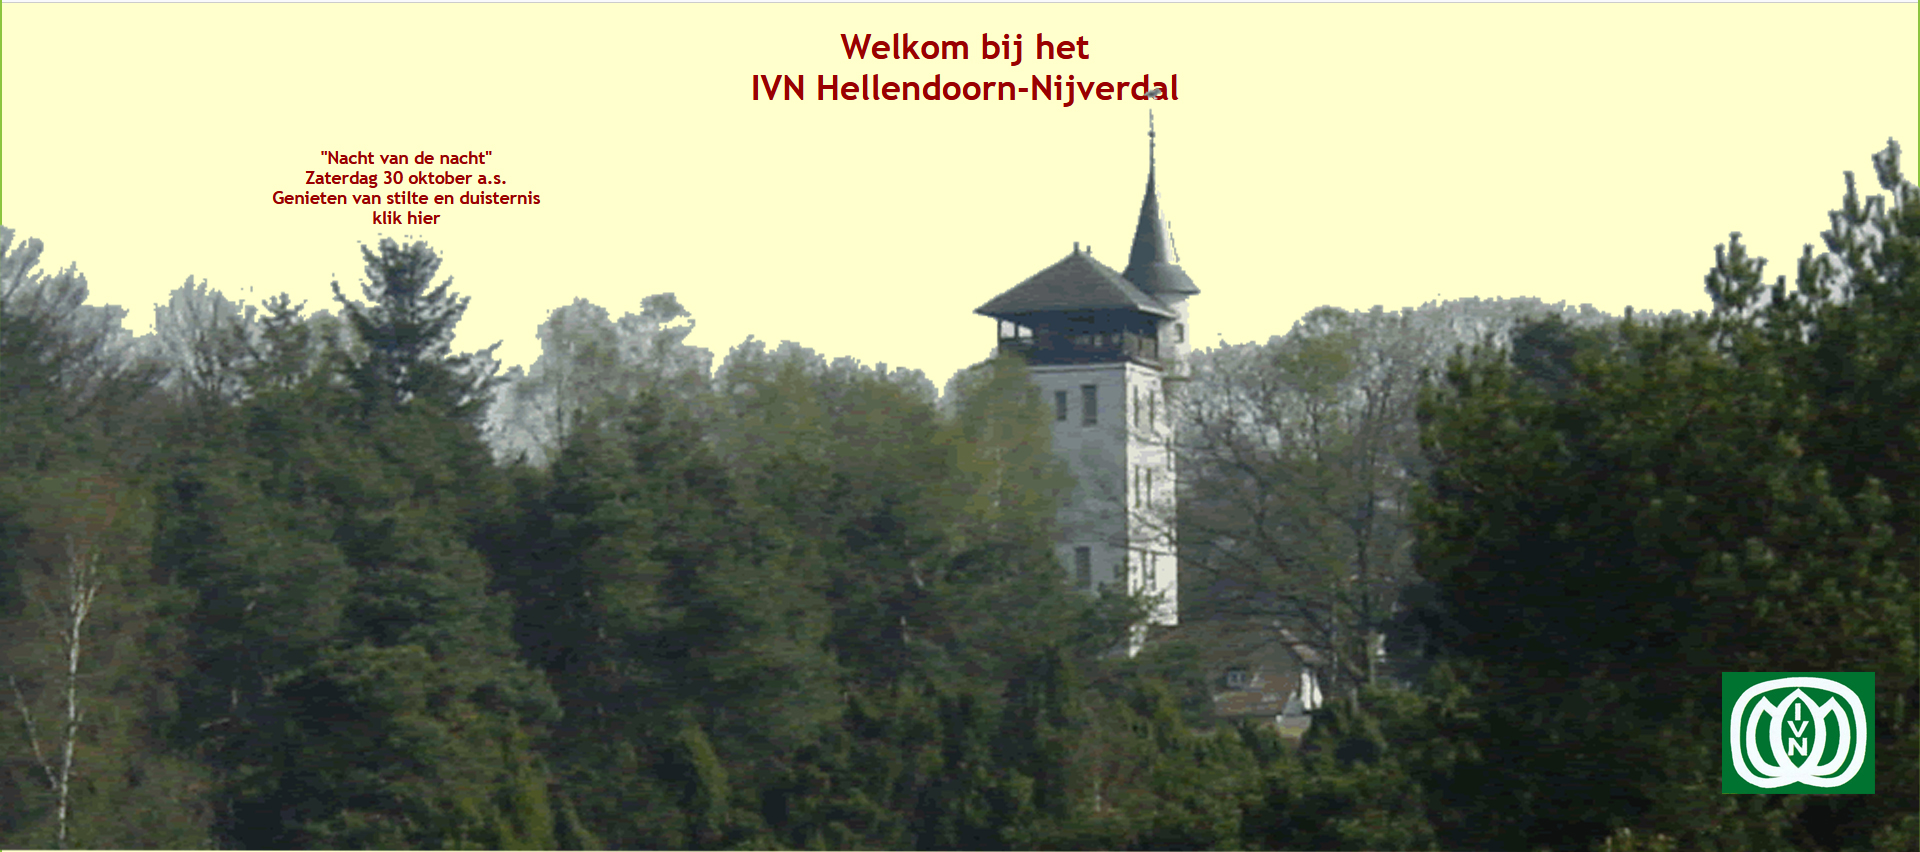 Welkom bij het
IVN Hellendoorn-Nijverdal
"Nacht van de nacht"
Zaterdag 30 oktober a.s.
Genieten van stilte en duisternis
klik hier
IVN